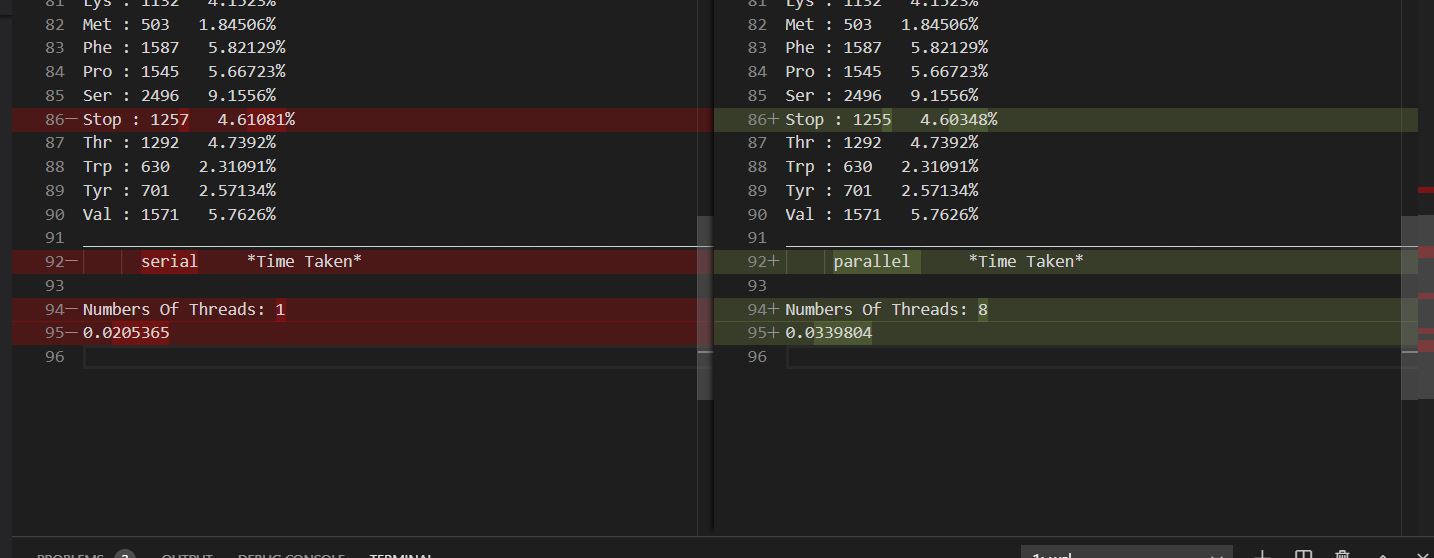 81 Lys : 1132 4.1523% 81 Lys : 1132 4.1523%
82 Met : 503 1.84506% 82 Met : 503 1.84506%
83 Phe : 1587 5.82129% 83 Phe : 1587 5.82129%
84 Pro : 1545 5.66723% 84 Pro : 1545 5.66723%
85 Ser : 2496 9.1556% 85 Ser : 2496 9.1556%
86— Stop : 1257 4.61081% 86+ Stop : 1255 4.60348%
87 Thr : 1292 4.7392% 87 Thr : 1292 4.7392%
88 Trp : 630 2.31091% 88 Trp : 630 2.31091%
89 Tyr : 701 2.57134% 89 Tyr : 701 2.57134%
90 Val : 1571 5.7626% 90 Val : 1571 5.7626%
91 91
92— serial *Time Taken* 92+ parallel *Time Taken*
93 93
94— Numbers Of Threads: 1 94+ Numbers Of Threads: 8
95— 0.0205365 95+ 0.0339804
96 96
PROBLEMS 2 OUTPUT DEBUG CONSOLE TERMINAL